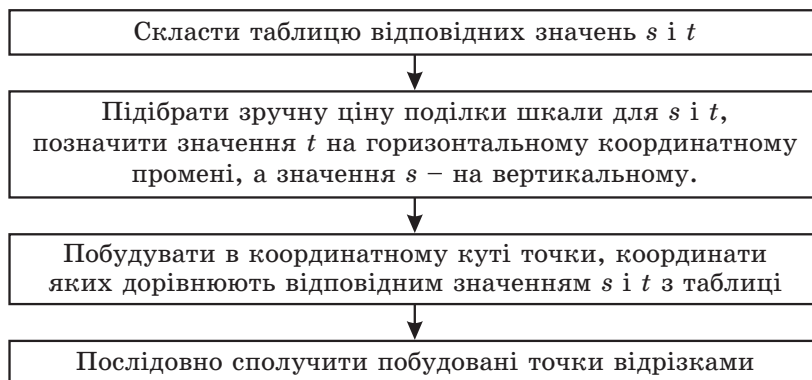 Скласти таблицю відповідних значень s і t
Підібрати зручну ціну поділки шкали для s і t,
позначити значення t на горизонтальному координатному
промені, а значення s – на вертикальному.
Побудувати в координатному куті точки, координати
яких дорівнюють відповідним значенням s і t з таблиці
Послідовно сполучити побудовані точки відрізками